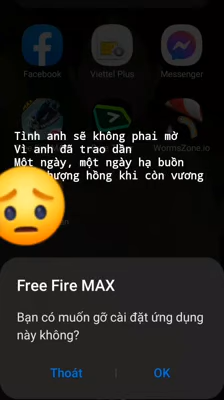 Facebook
Viettel Plus
Messenger
Tình anh sẽ không phai mờ
Vì anh đã trao dần
Một ngày, một ngày hạ buồn
phượng hồng khi còn vương
WormsZone.io
Free Fire MAX
Bạn có muốn gỡ cài đặt ứng dụng
này không?
Thoát
OK